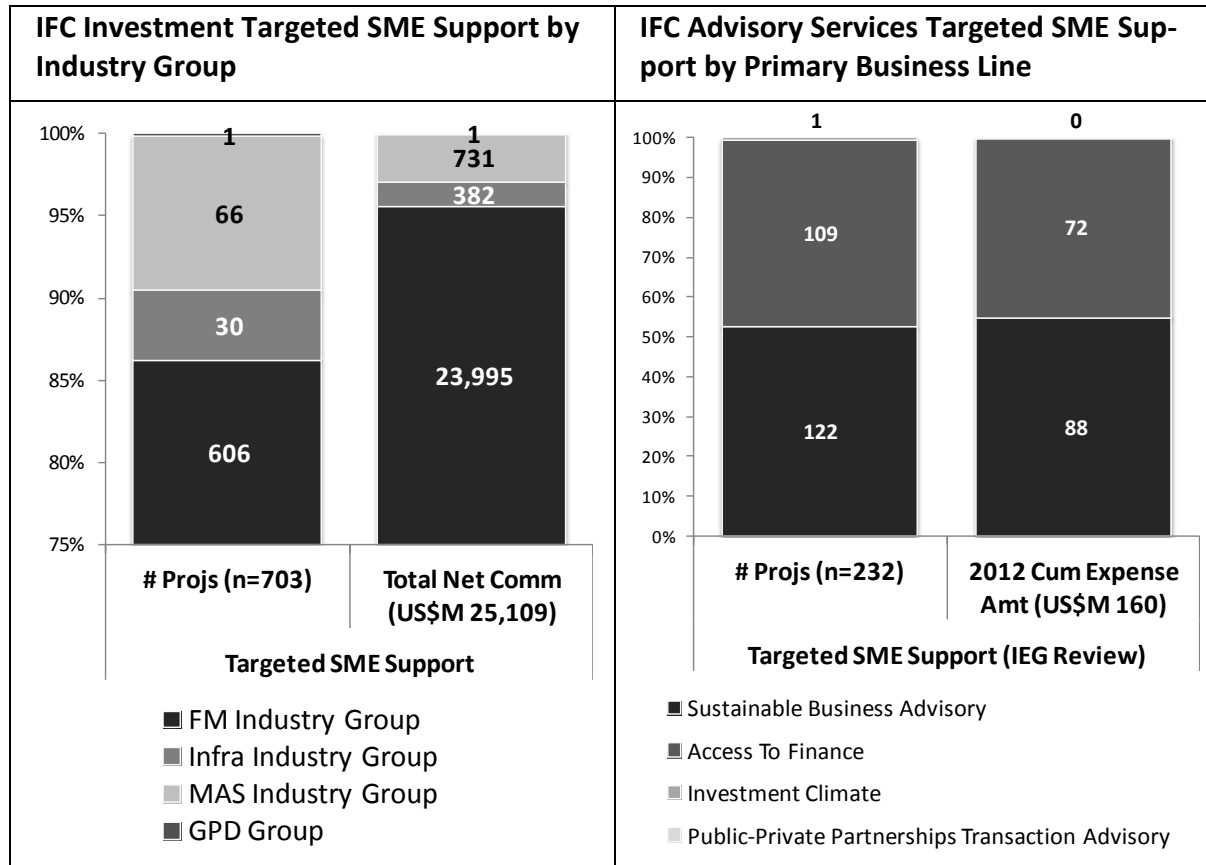 IFC Investment Targeted SME Support by
Industry Group
100%
95%
90%
85%
80%
75%
1
66
30
606
1
731
382
23,995
# Projs (n=703)
Total Net Comm
(US$M 25,109)
Targeted SME Support
FM Industry Group
Infra Industry Group
MAS Industry Group
GPD Group
IFC Advisory Services Targeted SME Sup-
port by Primary Business Line
100%
90%
80%
70%
60%
50%
40%
30%
20%
10%
0%
1
109
122
0
72
88
# Projs (n=232)
2012 Cum Expense
Amt (US$M 160)
Targeted SME Support (IEG Review)
Sustainable Business Advisory
Access To Finance
Investment Climate
Public-Private Partnerships Transaction Advisory